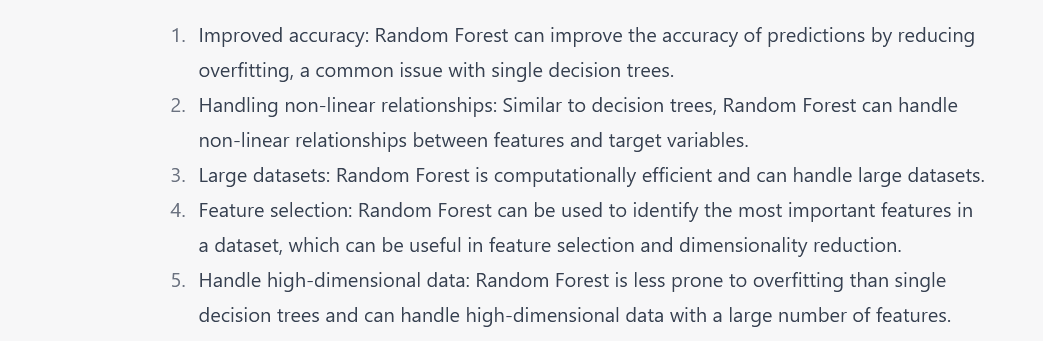 1. Improved accuracy: Random Forest can improve the accuracy of predictions by reducing
overfitting, a common issue with single decision trees.
2. Handling non-linear relationships: Similar to decision trees, Random Forest can handle
non-linear relationships between features and target variables.
3. Large datasets: Random Forest is computationally efficient and can handle large datasets.
4. Feature selection: Random Forest can be used to identify the most important features in
a dataset, which can be useful in feature selection and dimensionality reduction.
5. Handle high-dimensional data: Random Forest is less prone to overfitting than single
decision trees and can handle high-dimensional data with a large number of features.